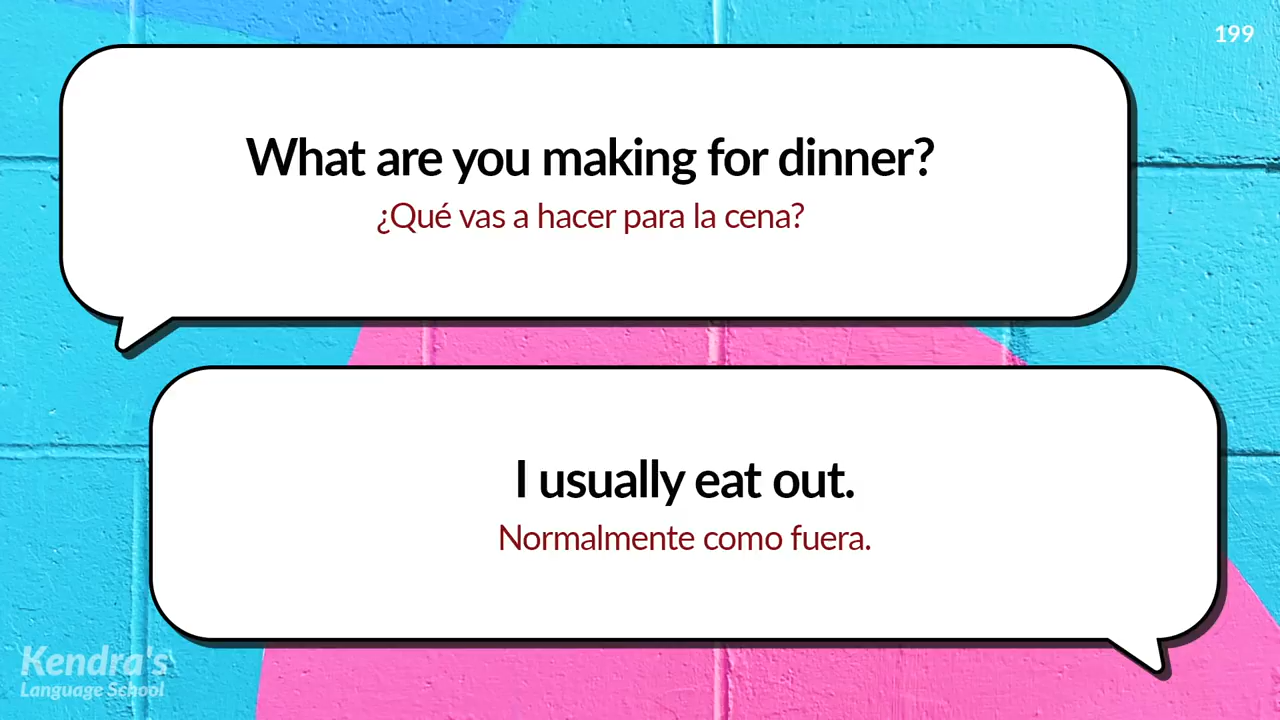 199
What are you making for dinner?
¿Qué vas a hacer para la cena?
I usually eat out.
Normalmente como fuera.
Kendra's
Language School